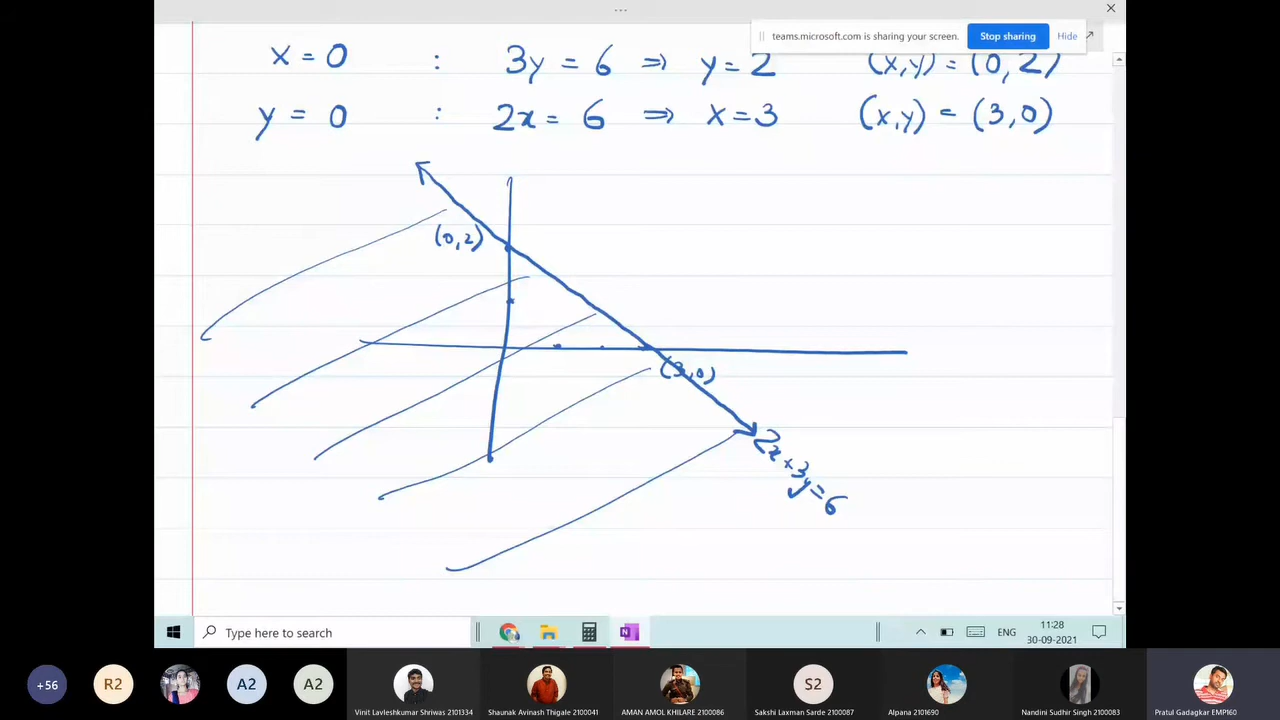 teams.microsoft.com is sharing your screen. Stop sharing Hide
x = 0 : 3y = 6 ⇒ y = 2 (x,y) = (0,2)
y = 0 : 2x = 6 ⇒ x = 3 (x,y) = (3,0)
(0,2)
(3,0)
2x + 3y = 6
Type here to search
ENG
11:28
30-09-2021
+56
R2
A2
A2
S2
Vinit Lavleshkumar Shriwas 2101334
Shaunak Avinash Thigale 2100041
AMAN AMOL KHILARE 2100086
Sakshi Laxman Sarde 2100087
Alpana 2101690
Nandini Sudhir Singh 2100083
Pratul Gadagkar EMP160